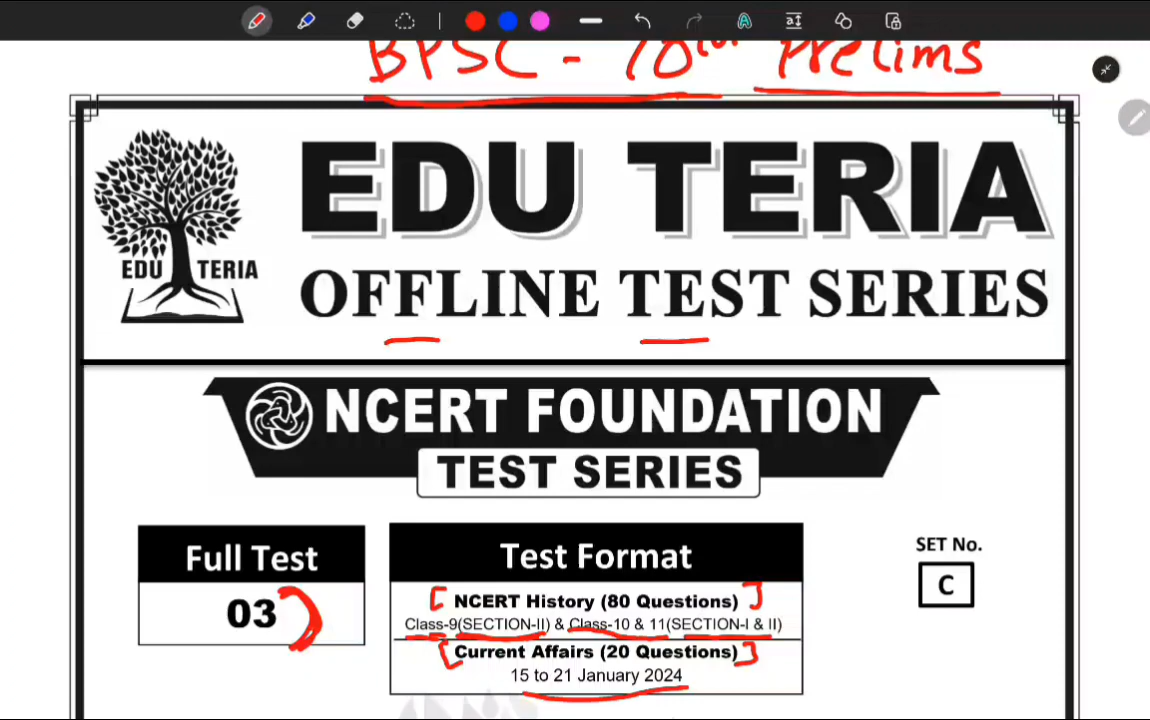 BPSC - 70th Prelims
EDU TERIA
EDU TERIA
OFFLINE TEST SERIES
NCERT FOUNDATION
TEST SERIES
Full Test
03
Test Format
NCERT History (80 Questions)
Class-9(SECTION-II) & Class-10 & 11(SECTION-I & II)
Current Affairs (20 Questions)
15 to 21 January 2024
SET No.
C